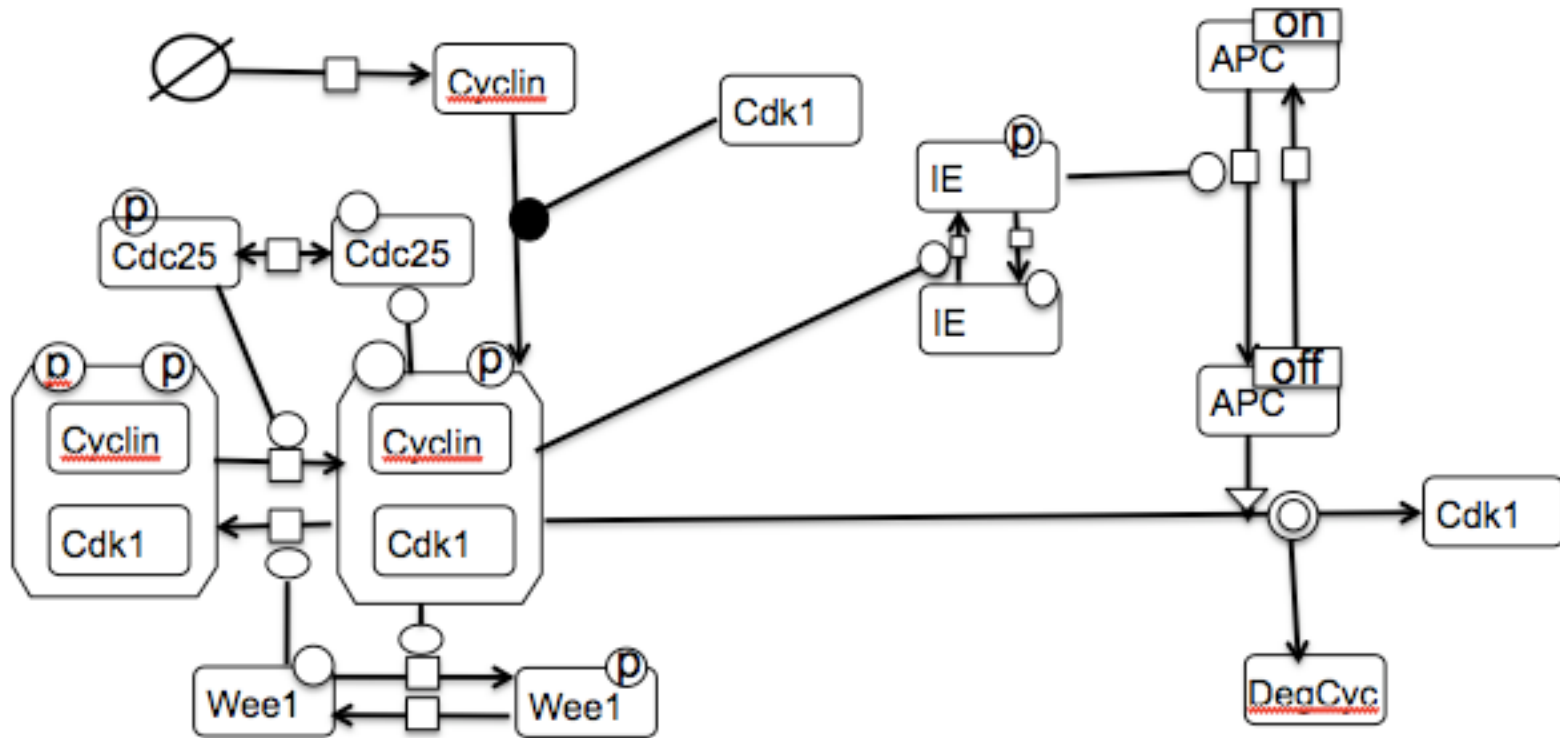 on
APC
Cyclin
Cdk1
p
IE
p
Cdc25
Cdc25
IE
off
APC
p
p
p
Cyclin
Cyclin
Cdk1
Cdk1
Cdk1
p
Wee1
Wee1
DegCyc